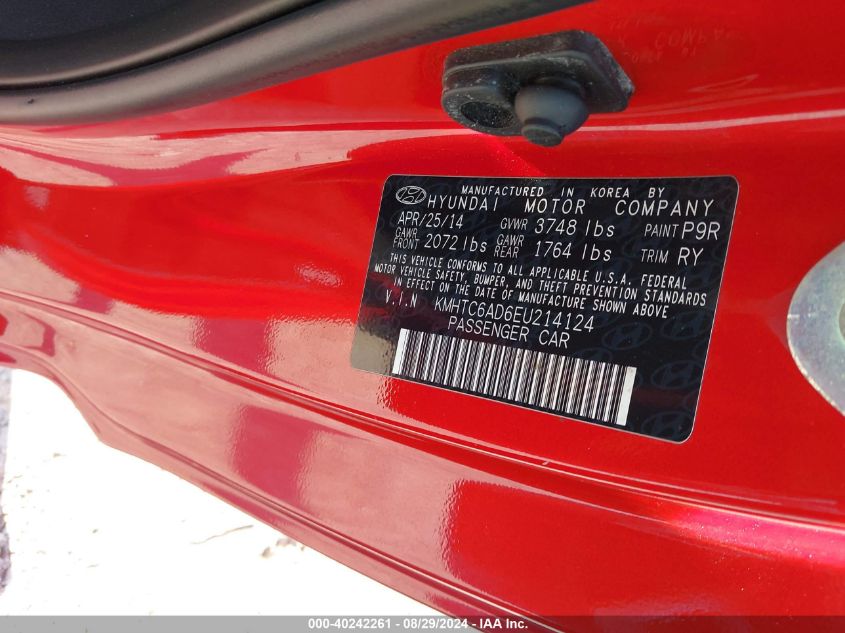 MANUFACTURED IN KOREA BY
HYUNDAI MOTOR COMPANY
APR/25/14 GVWR 3748 lbs PAINT P9R
GAWR FRONT 2072 lbs GAWR REAR 1764 lbs TRIM RY
THIS VEHICLE CONFORMS TO ALL APPLICABLE U.S.A. FEDERAL
MOTOR VEHICLE SAFETY, BUMPER, AND THEFT PREVENTION STANDARDS
IN EFFECT ON THE DATE OF MANUFACTURE SHOWN ABOVE
V.I.N KMHTC6AD6EU214124
PASSENGER CAR
000-40242261 - 08/29/2024 - IAA Inc.